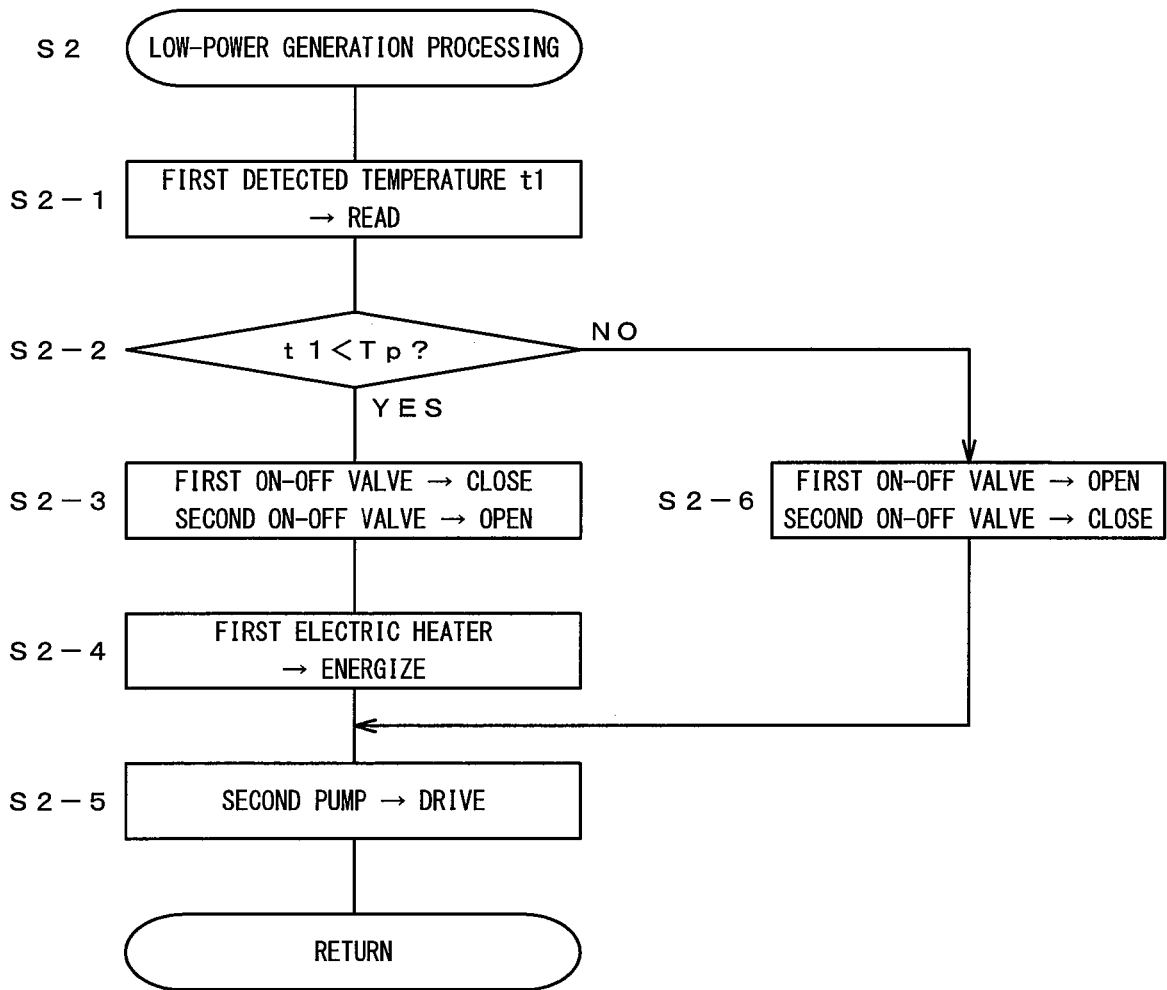 S2
LOW-POWER GENERATION PROCESSING
S2-1
FIRST DETECTED TEMPERATURE t1
→ READ
S2-2
t1<Tp?
NO
YES
S2-3
FIRST ON-OFF VALVE → CLOSE
SECOND ON-OFF VALVE → OPEN
S2-6
FIRST ON-OFF VALVE → OPEN
SECOND ON-OFF VALVE → CLOSE
S2-4
FIRST ELECTRIC HEATER
→ ENERGIZE
S2-5
SECOND PUMP → DRIVE
RETURN